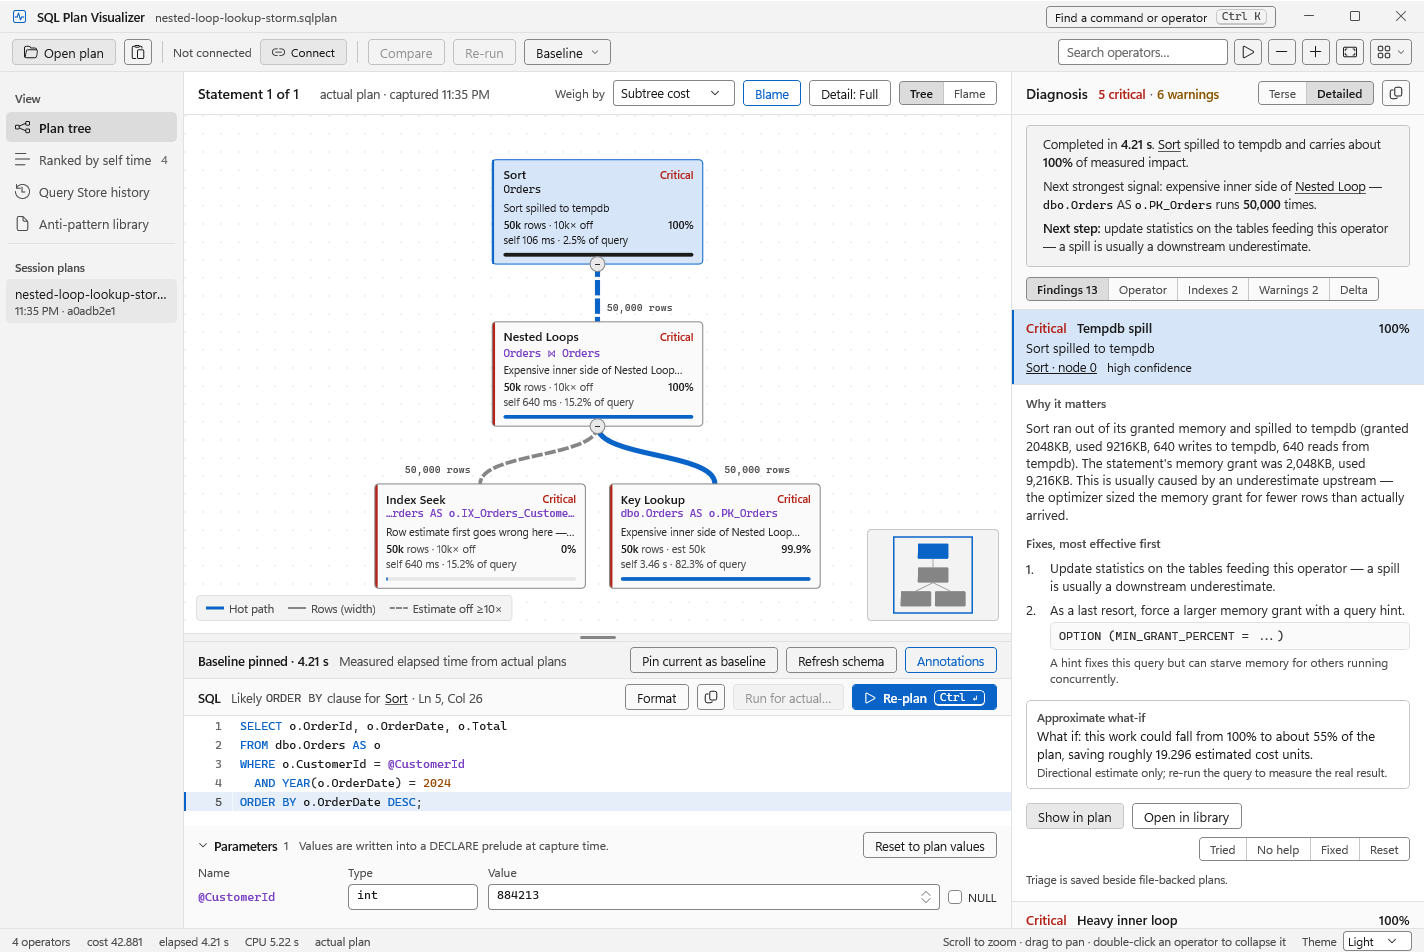 SQL Plan Visualizer nested-loop-lookup-storm.sqlplan
Find a command or operator Ctrl K
Open plan
Not connected Connect
Compare Re-run Baseline
Search operators...
View
Plan tree
Ranked by self time 4
Query Store history
Anti-pattern library
Session plans
nested-loop-lookup-stor...
11:35 PM · a0adb2e1
Statement 1 of 1 actual plan · captured 11:35 PM
Weigh by Subtree cost Blame Detail: Full Tree Flame
Sort Critical
Orders
Sort spilled to tempdb
50k rows · 10k× off 100%
self 106 ms · 2.5% of query
50,000 rows
Nested Loops Critical
Orders ⋈ Orders
Expensive inner side of Nested Loop...
50k rows · 10k× off 100%
self 640 ms · 15.2% of query
50,000 rows
50,000 rows
Index Seek Critical
...rders AS o.IX_Orders_Custome...
Row estimate first goes wrong here —...
50k rows · 10k× off 0%
self 640 ms · 15.2% of query
Key Lookup Critical
dbo.Orders AS o.PK_Orders
Expensive inner side of Nested Loop...
50k rows · est 50k 99.9%
self 3.46 s · 82.3% of query
Hot path Rows (width) Estimate off ≥10×
Baseline pinned · 4.21 s Measured elapsed time from actual plans
Pin current as baseline Refresh schema Annotations
SQL Likely ORDER BY clause for Sort · Ln 5, Col 26
Format Run for actual... Re-plan Ctrl ↵
1 SELECT o.OrderId, o.OrderDate, o.Total
2 FROM dbo.Orders AS o
3 WHERE o.CustomerId = @CustomerId
4 AND YEAR(o.OrderDate) = 2024
5 ORDER BY o.OrderDate DESC;
Parameters 1 Values are written into a DECLARE prelude at capture time.
Reset to plan values
Name Type Value
@CustomerId int 884213 NULL
Diagnosis 5 critical · 6 warnings
Terse Detailed
Completed in 4.21 s. Sort spilled to tempdb and carries about
100% of measured impact.
Next strongest signal: expensive inner side of Nested Loop —
dbo.Orders AS o.PK_Orders runs 50,000 times.
Next step: update statistics on the tables feeding this operator
— a spill is usually a downstream underestimate.
Findings 13 Operator Indexes 2 Warnings 2 Delta
Critical Tempdb spill 100%
Sort spilled to tempdb
Sort · node 0 high confidence
Why it matters
Sort ran out of its granted memory and spilled to tempdb (granted
2048KB, used 9216KB, 640 writes to tempdb, 640 reads from
tempdb). The statement's memory grant was 2,048KB, used
9,216KB. This is usually caused by an underestimate upstream —
the optimizer sized the memory grant for fewer rows than actually
arrived.
Fixes, most effective first
1. Update statistics on the tables feeding this operator — a spill
is usually a downstream underestimate.
2. As a last resort, force a larger memory grant with a query hint.
OPTION (MIN_GRANT_PERCENT = ...)
A hint fixes this query but can starve memory for others running
concurrently.
Approximate what-if
What if: this work could fall from 100% to about 55% of the
plan, saving roughly 19.296 estimated cost units.
Directional estimate only; re-run the query to measure the real result.
Show in plan Open in library
Tried No help Fixed Reset
Triage is saved beside file-backed plans.
Critical Heavy inner loop 100%
4 operators cost 42.881 elapsed 4.21 s CPU 5.22 s actual plan
Scroll to zoom · drag to pan · double-click an operator to collapse it Theme Light